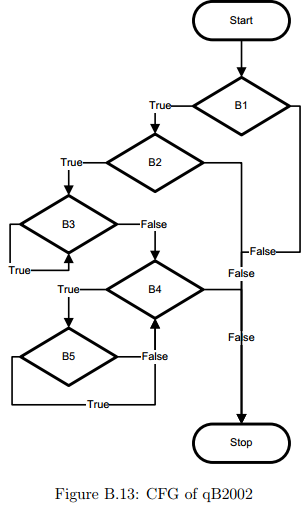 Start
B1
True
B2
True
False
B3
False
False
True
B4
True
False
B5
False
True
Stop
Figure B.13: CFG of qB2002